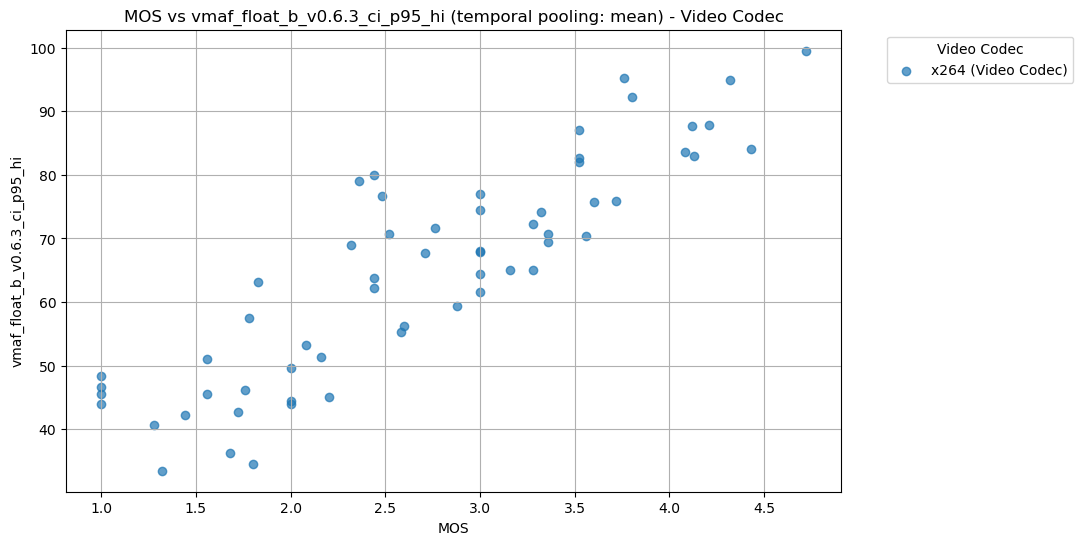 MOS vs vmaf_float_b_v0.6.3_ci_p95_hi (temporal pooling: mean) - Video Codec
Video Codec
x264 (Video Codec)
vmaf_float_b_v0.6.3_ci_p95_hi
100
90
80
70
60
50
40
1.0 1.5 2.0 2.5 3.0 3.5 4.0 4.5
MOS